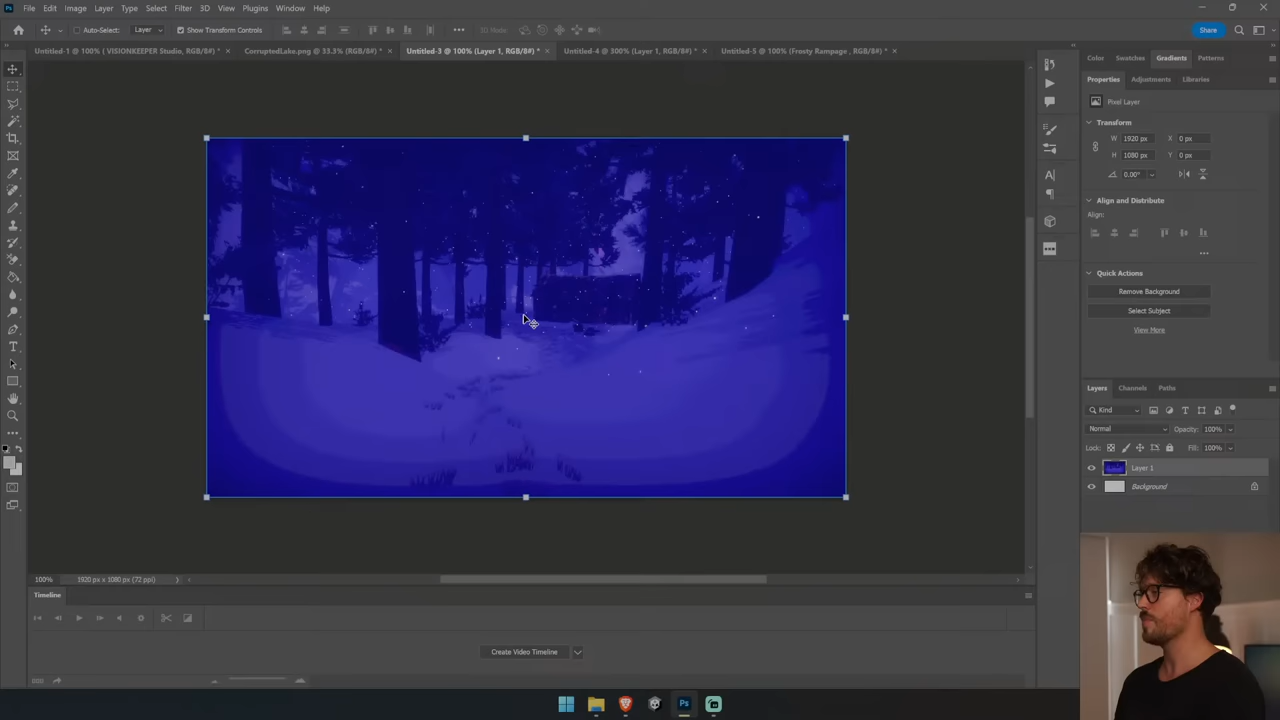 Ps File Edit Image Layer Type Select Filter 3D View Plugins Window Help
Auto-Select: Layer Show Transform Controls 3D Mode: Share
Untitled-1 @ 100% ( VISIONKEEPER Studio, RGB/8#) * × CorruptedLake.png @ 33.3% (RGB/8#) * × Untitled-3 @ 100% (Layer 1, RGB/8#) * × Untitled-4 @ 300% (Layer 1, RGB/8#) * × Untitled-5 @ 100% (Frosty Rampage , RGB/8#) * ×
Color Swatches Gradients Patterns
Properties Adjustments Libraries
Pixel Layer
Transform
W 1920 px X 0 px
H 1080 px Y 0 px
0.00°
Align and Distribute
Align:
Quick Actions
Remove Background
Select Subject
View More
Layers Channels Paths
Kind
Normal Opacity: 100%
Lock: Fill: 100%
Layer 1
Background
100% 1920 px x 1080 px (72 ppi)
Timeline
Create Video Timeline
Ps